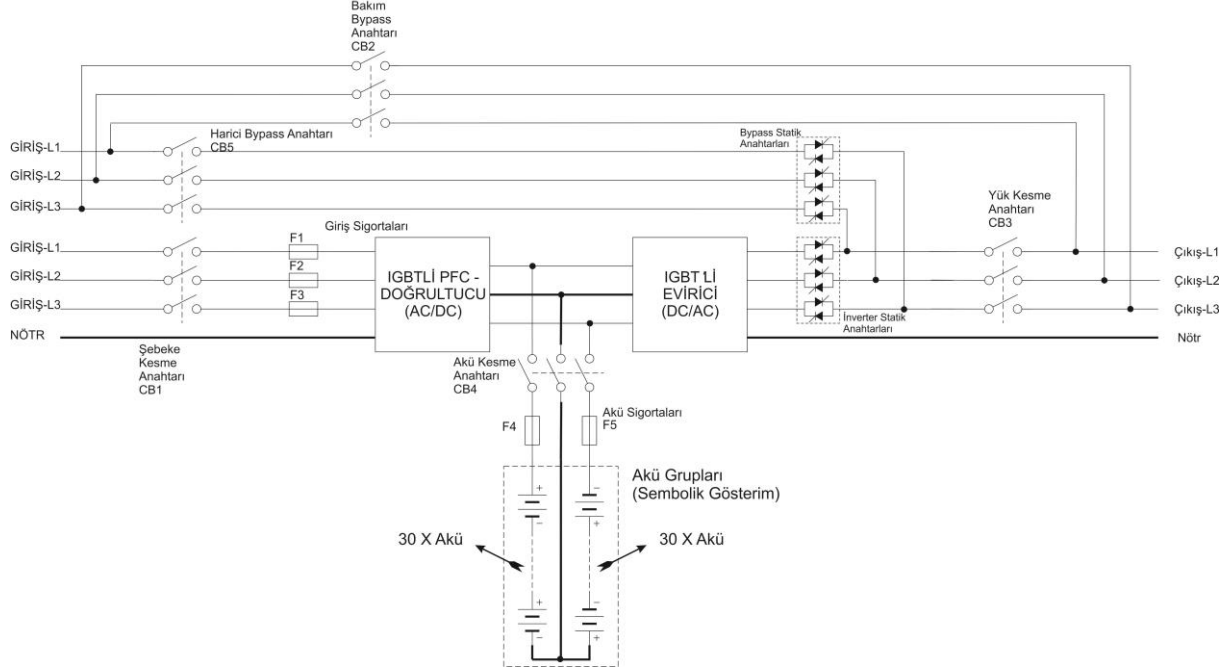 Bakım
Bypass
Anahtarı
CB2
Harici Bypass Anahtarı
CB5
Bypass Statik
Anahtarları
GİRİŞ-L1
GİRİŞ-L2
GİRİŞ-L3
Yük Kesme
Anahtarı
CB3
Giriş Sigortaları
GİRİŞ-L1
GİRİŞ-L2
GİRİŞ-L3
NÖTR
F1
F2
F3
IGBTLİ PFC -
DOĞRULTUCU
(AC/DC)
IGBT'Lİ
EVİRİCİ
(DC/AC)
İnverter Statik
Anahtarları
Çıkış-L1
Çıkış-L2
Çıkış-L3
Nötr
Şebeke
Kesme
Anahtarı
CB1
Akü Kesme
Anahtarı
CB4
F4
Akü Sigortaları
F5
Akü Grupları
(Sembolik Gösterim)
+
–
–
+
30 X Akü
30 X Akü
+
–
–
+